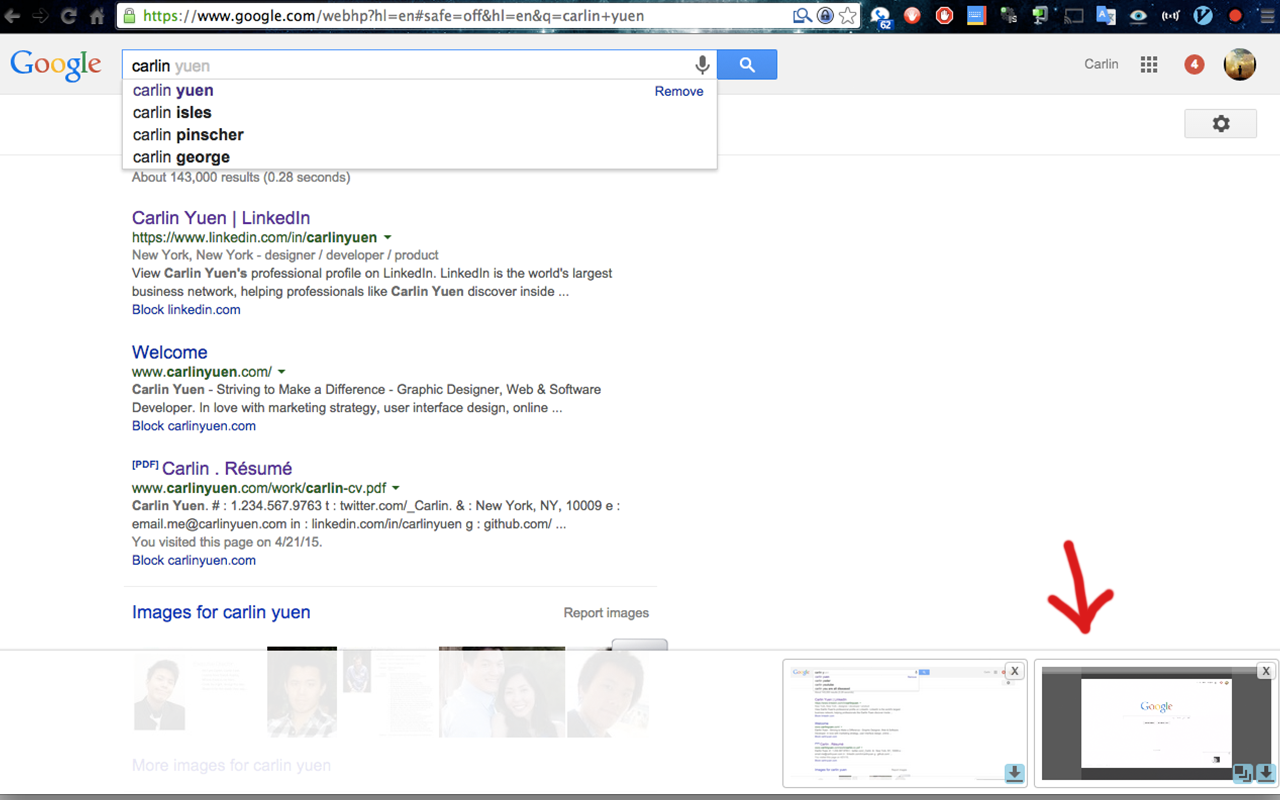 https://www.google.com/webhp?hl=en#safe=off&hl=en&q=carlin+yuen
62
Google
carlin yuen
Carlin
4
carlin yuen
Remove
carlin isles
carlin pinscher
carlin george
About 143,000 results (0.28 seconds)
Carlin Yuen | LinkedIn
https://www.linkedin.com/in/carlinyuen
New York, New York - designer / developer / product
View Carlin Yuen's professional profile on LinkedIn. LinkedIn is the world's largest
business network, helping professionals like Carlin Yuen discover inside ...
Block linkedin.com
Welcome
www.carlinyuen.com/
Carlin Yuen - Striving to Make a Difference - Graphic Designer, Web & Software
Developer. In love with marketing strategy, user interface design, online ...
Block carlinyuen.com
[PDF] Carlin . Résumé
www.carlinyuen.com/work/carlin-cv.pdf
Carlin Yuen. # : 1.234.567.9763 t : twitter.com/_Carlin. & : New York, NY, 10009 e :
email.me@carlinyuen.com in : linkedin.com/in/carlinyuen g : github.com/ ...
You visited this page on 4/21/15.
Block carlinyuen.com
Images for carlin yuen
Report images
X
X
Google
More images for carlin yuen